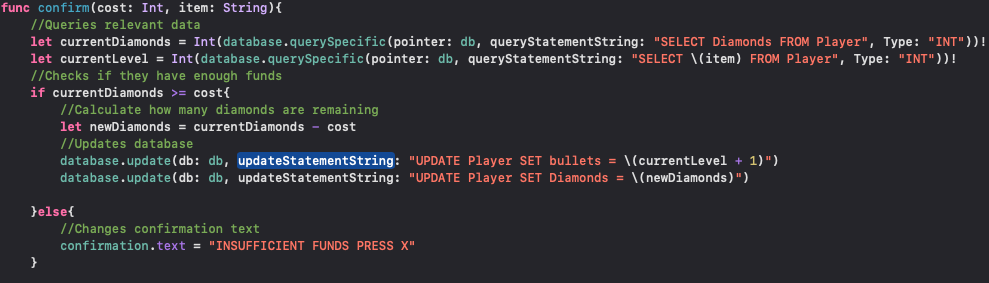 func confirm(cost: Int, item: String){
//Queries relevant data
let currentDiamonds = Int(database.querySpecific(pointer: db, queryStatementString: "SELECT Diamonds FROM Player", Type: "INT"))!
let currentLevel = Int(database.querySpecific(pointer: db, queryStatementString: "SELECT \(item) FROM Player", Type: "INT"))!
//Checks if they have enough funds
if currentDiamonds >= cost{
//Calculate how many diamonds are remaining
let newDiamonds = currentDiamonds - cost
//Updates database
database.update(db: db, updateStatementString: "UPDATE Player SET bullets = \(currentLevel + 1)")
database.update(db: db, updateStatementString: "UPDATE Player SET Diamonds = \(newDiamonds)")
}else{
//Changes confirmation text
confirmation.text = "INSUFFICIENT FUNDS PRESS X"
}